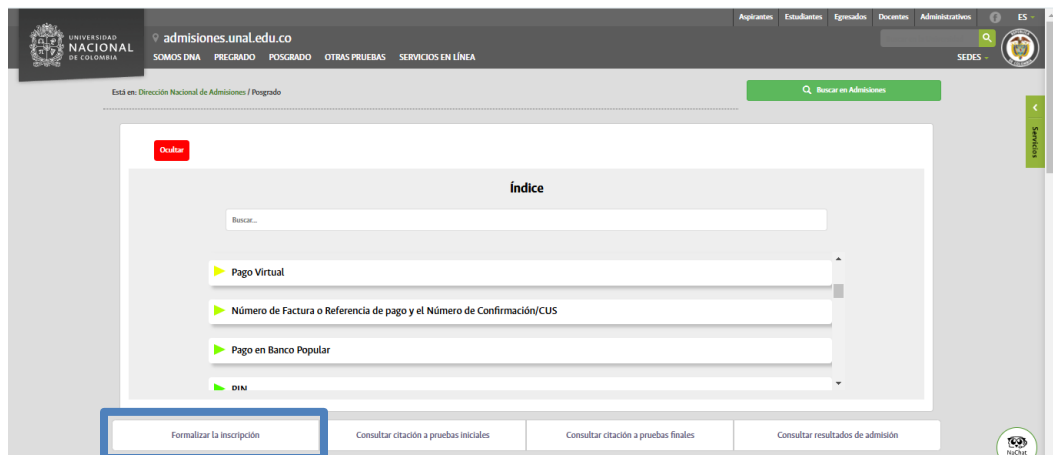 Aspirantes Estudiantes Egresados Docentes Administrativos ES
UNIVERSIDAD
NACIONAL
DE COLOMBIA
admisiones.unal.edu.co
SOMOS DNA PREGRADO POSGRADO OTRAS PRUEBAS SERVICIOS EN LÍNEA
SEDES
Está en: Dirección Nacional de Admisiones / Posgrado
Buscar en Admisiones
Servicios
Ocultar
Índice
Buscar...
Pago Virtual
Número de Factura o Referencia de pago y el Número de Confirmación/CUS
Pago en Banco Popular
PIN
Formalizar la inscripción
Consultar citación a pruebas iniciales
Consultar citación a pruebas finales
Consultar resultados de admisión
NaChat